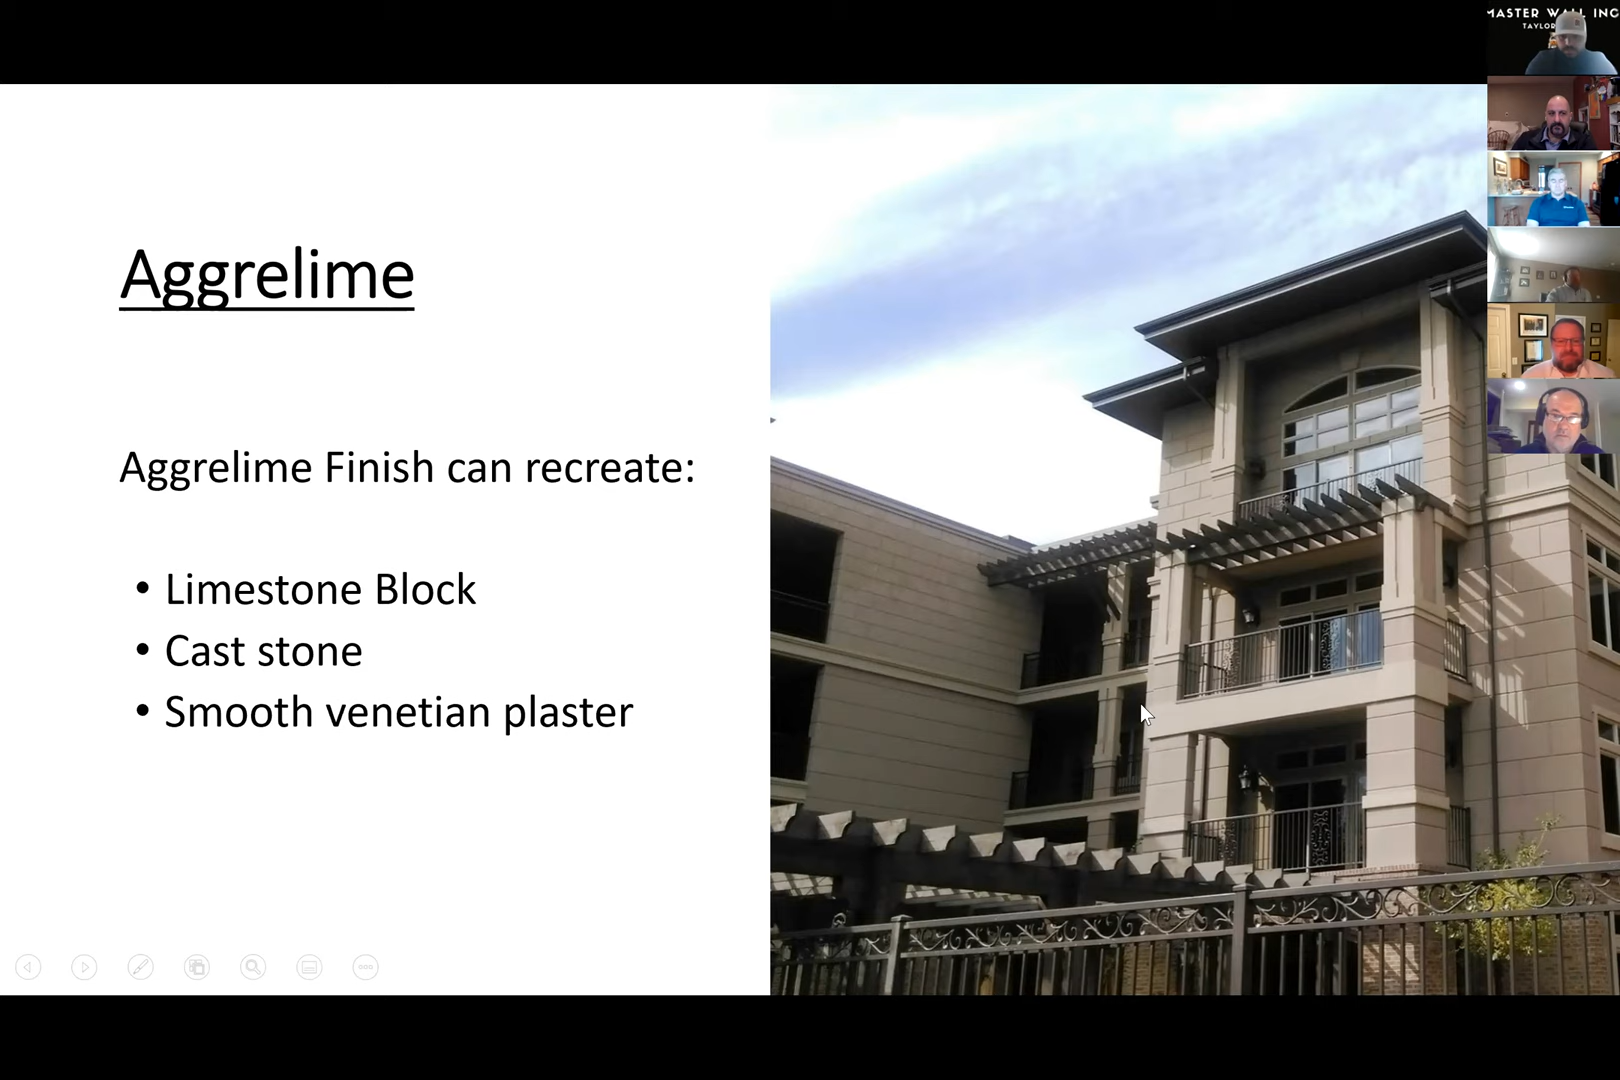 MASTER WALL INC
TAYLOR
Aggrelime
Aggrelime Finish can recreate:
• Limestone Block
• Cast stone
• Smooth venetian plaster